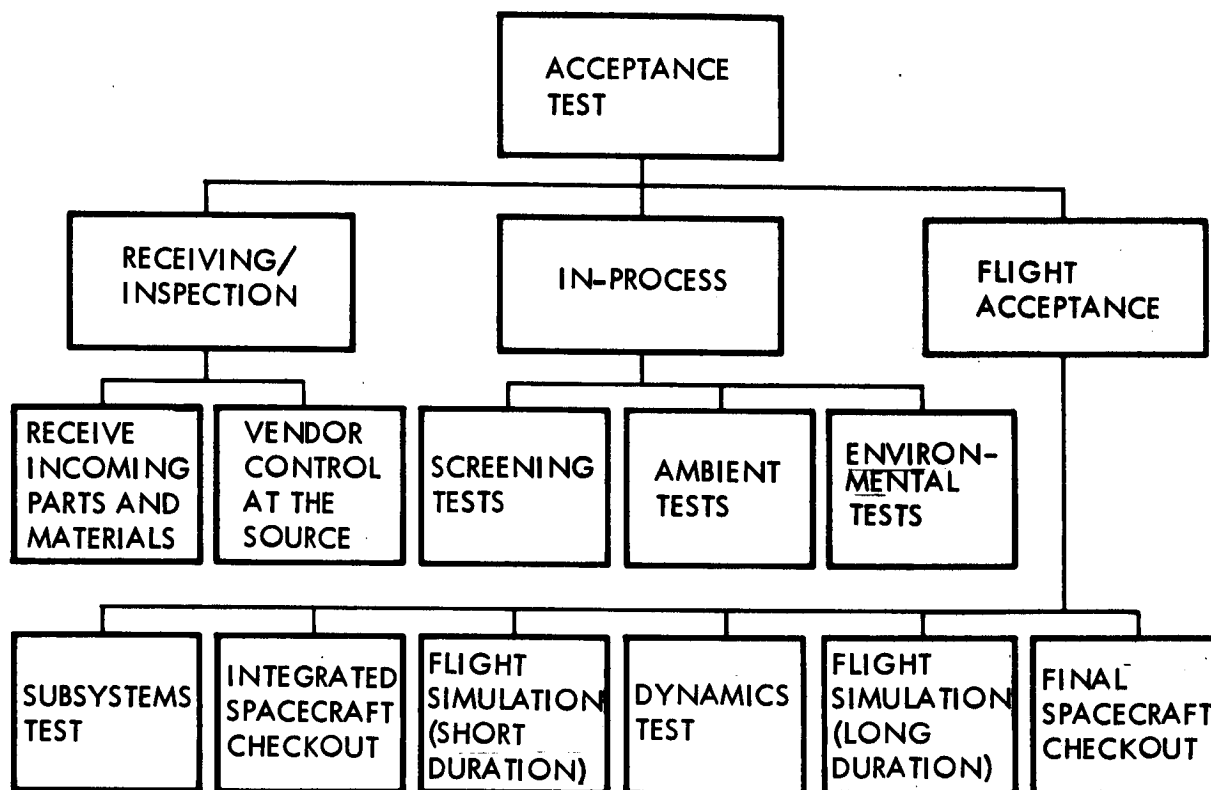 ACCEPTANCE
TEST
RECEIVING/
INSPECTION
IN-PROCESS
FLIGHT
ACCEPTANCE
RECEIVE
INCOMING
PARTS AND
MATERIALS
VENDOR
CONTROL
AT THE
SOURCE
SCREENING
TESTS
AMBIENT
TESTS
ENVIRON-
MENTAL
TESTS
SUBSYSTEMS
TEST
INTEGRATED
SPACECRAFT
CHECKOUT
FLIGHT
SIMULATION
(SHORT
DURATION)
DYNAMICS
TEST
FLIGHT
SIMULATION
(LONG
DURATION)
FINAL
SPACECRAFT
CHECKOUT